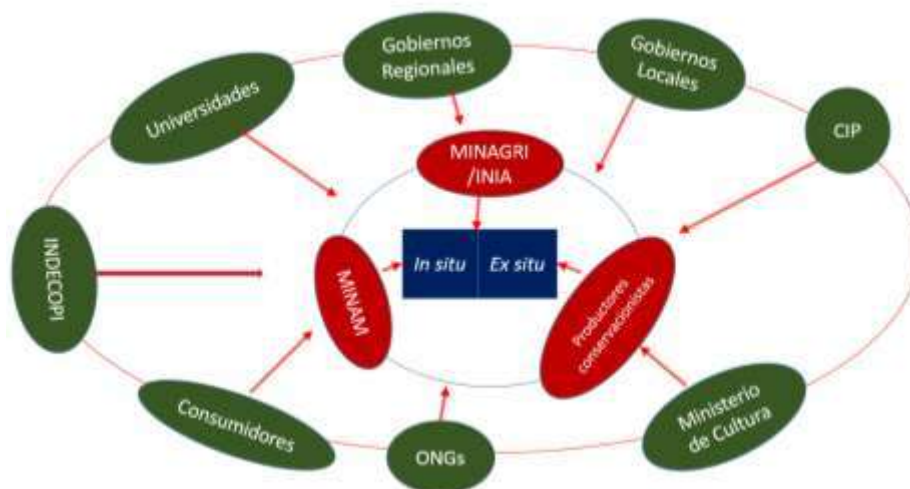 Gobiernos
Regionales
Gobiernos
Locales
Universidades
CIP
MINAGRI
/INIA
INDECOPI
In situ
Ex situ
MINAM
Productores
conservacionistas
Consumidores
ONGs
Ministerio
de Cultura